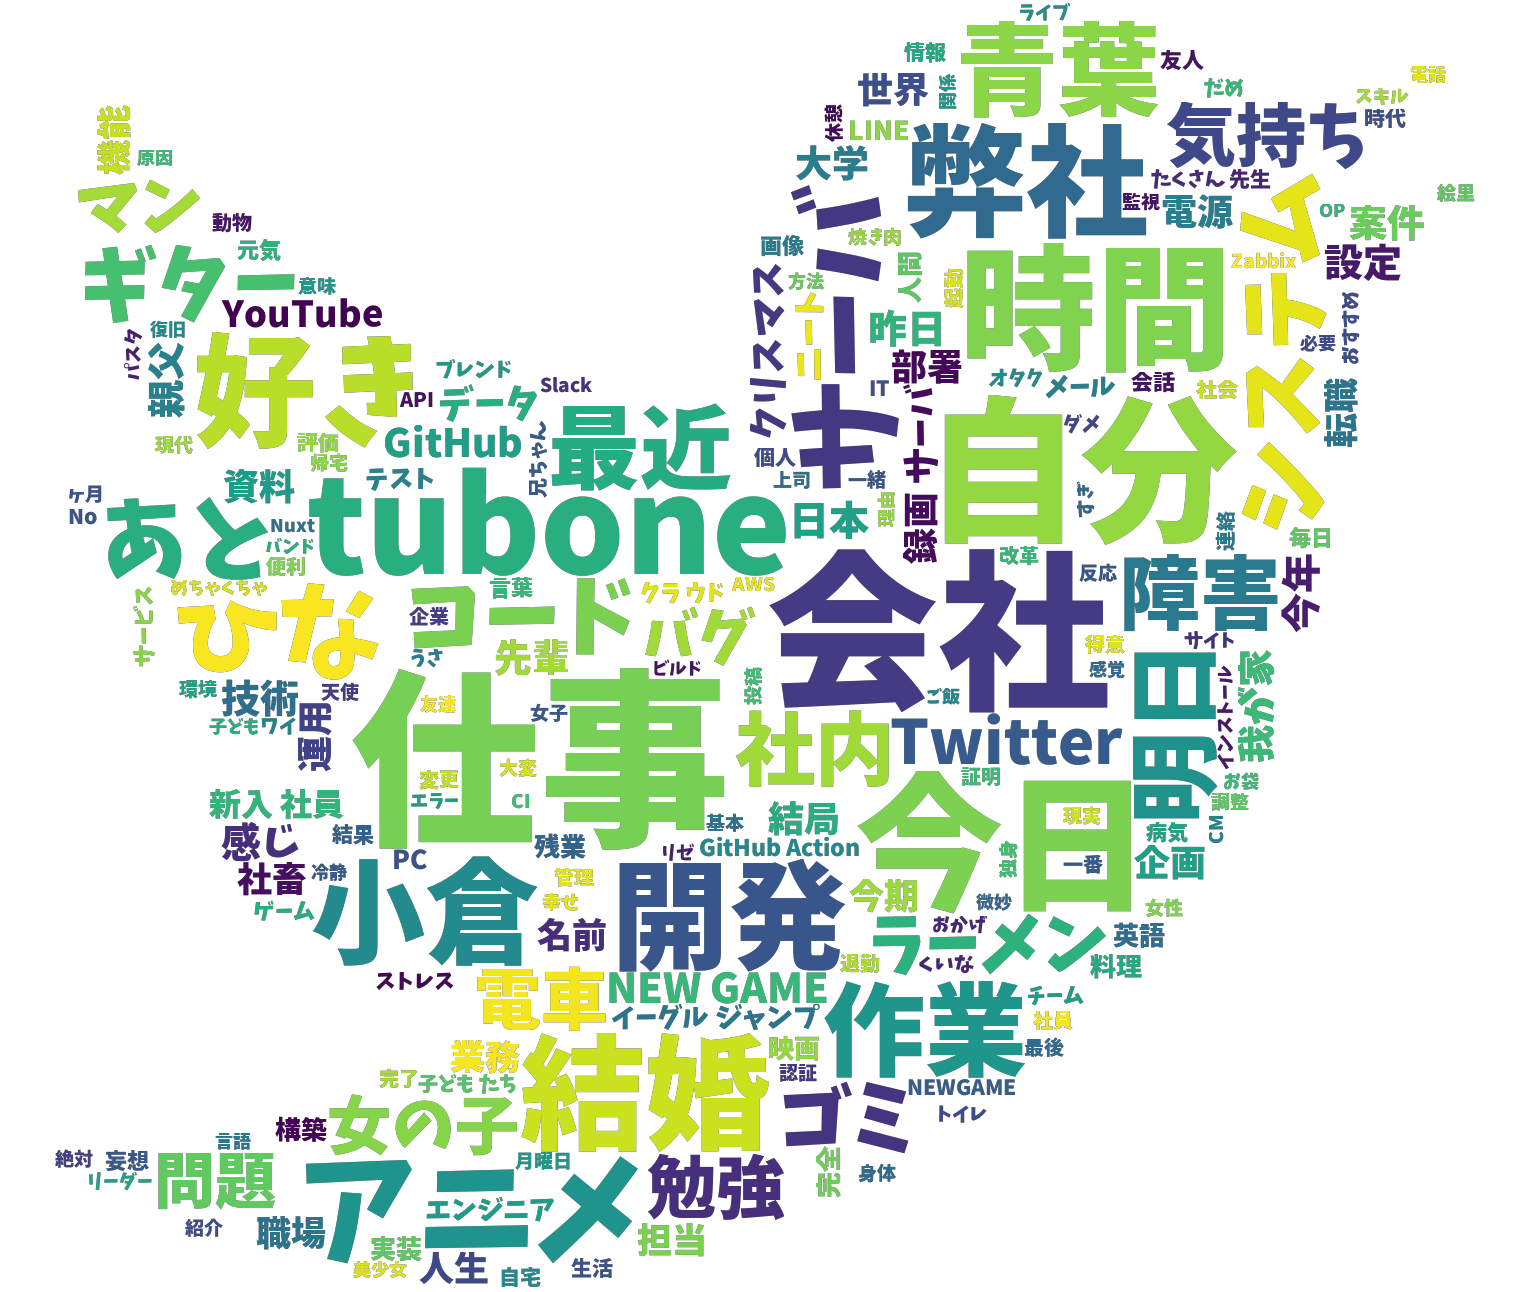 ライブ
青葉
情報
友人
電話
世界
関係
だめ
スキル
気持ち
時代
機能
休憩
LINE
弊社
原因
大学
たくさん 先生
マン
監視
電源
絵里
OP
案件
動物
サーバー
焼き肉
画像
システム
設定
ギター
元気
人間
時間
Zabbix
意味
方法
起動
クリスマス
YouTube
ニート
昨日
おすすめ
復旧
パスタ
必要
好き
親父
部署
ブレンド
オタク
メール
会話
社会
転職
Slack
IT
API
データ
サーバ
自分
最近
ダメ
GitHub
現代
評価
兄ちゃん
個人
帰宅
上司
一緒
資料
テスト
tubone
すぎ
ヶ月
あと
録画
理由
No
Nuxt
日本
連絡
毎日
バンド
便利
改革
会社
反応
障害
今年
めちゃくちゃ
ひな
言葉
コード
クラウド
AWS
サービス
企業
バグ
先輩
得意
サイト
うさ
ビルド
感覚
我が家
環境
技術
天使
仕事
投稿
ご飯
明日
インストール
友達
女子
子ども
ワイ
運用
社内
Twitter
大変
変更
証明
今日
お袋
新入 社員
エラー
CI
調整
結局
現実
感じ
結果
基本
CM
病気
残業
リゼ
GitHub Action
独身
PC
一番
企画
社畜
冷静
小倉
開発
管理
今期
ゲーム
幸せ
微妙
女性
名前
おかげ
ラーメン
英語
退勤
くいな
料理
ストレス
電車
NEW GAME
作業
チーム
イーグル ジャンプ
社員
業務
結婚
映画
最後
完了
子ども たち
認証
NEWGAME
女の子
ゴミ
トイレ
構築
言語
絶対
妄想
問題
アニメ
月曜日
勉強
完全
身体
リーダー
エンジニア
紹介
職場
実装
担当
美少女
人生
自宅
生活